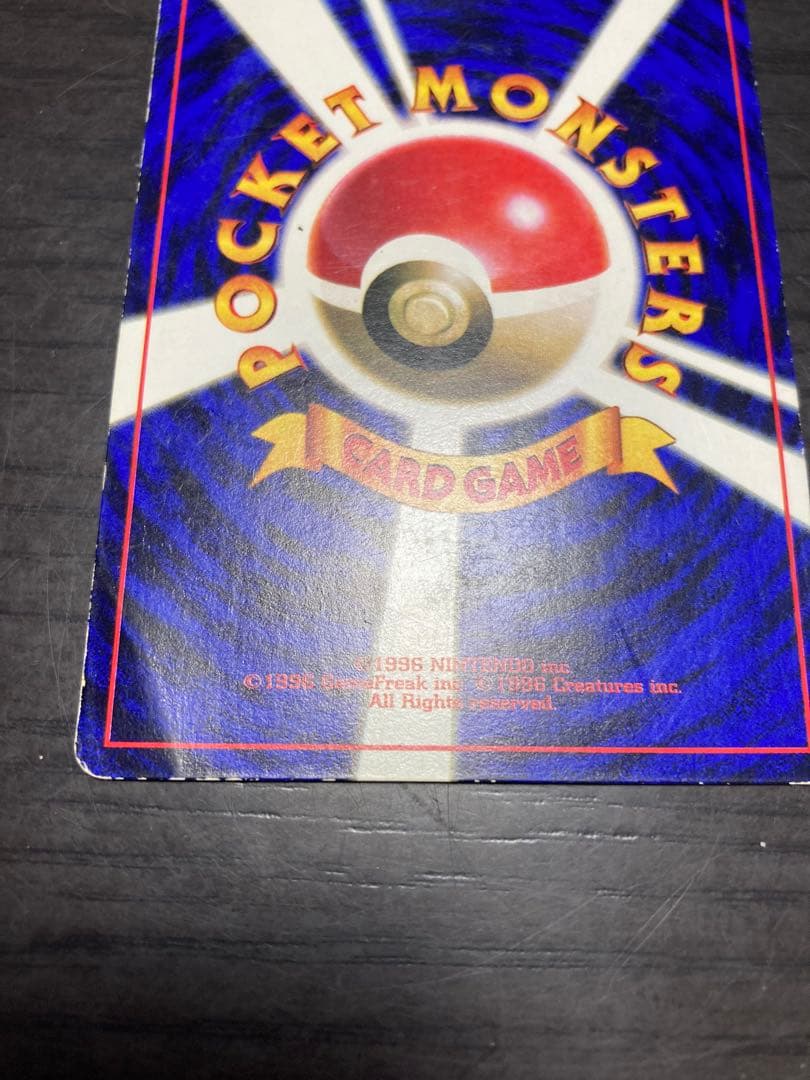 POCKET MONSTERS
CARD GAME
© 1996 NINTENDO inc.
© 1996 GameFreak inc. © 1996 Creatures inc.
All Rights reserved.